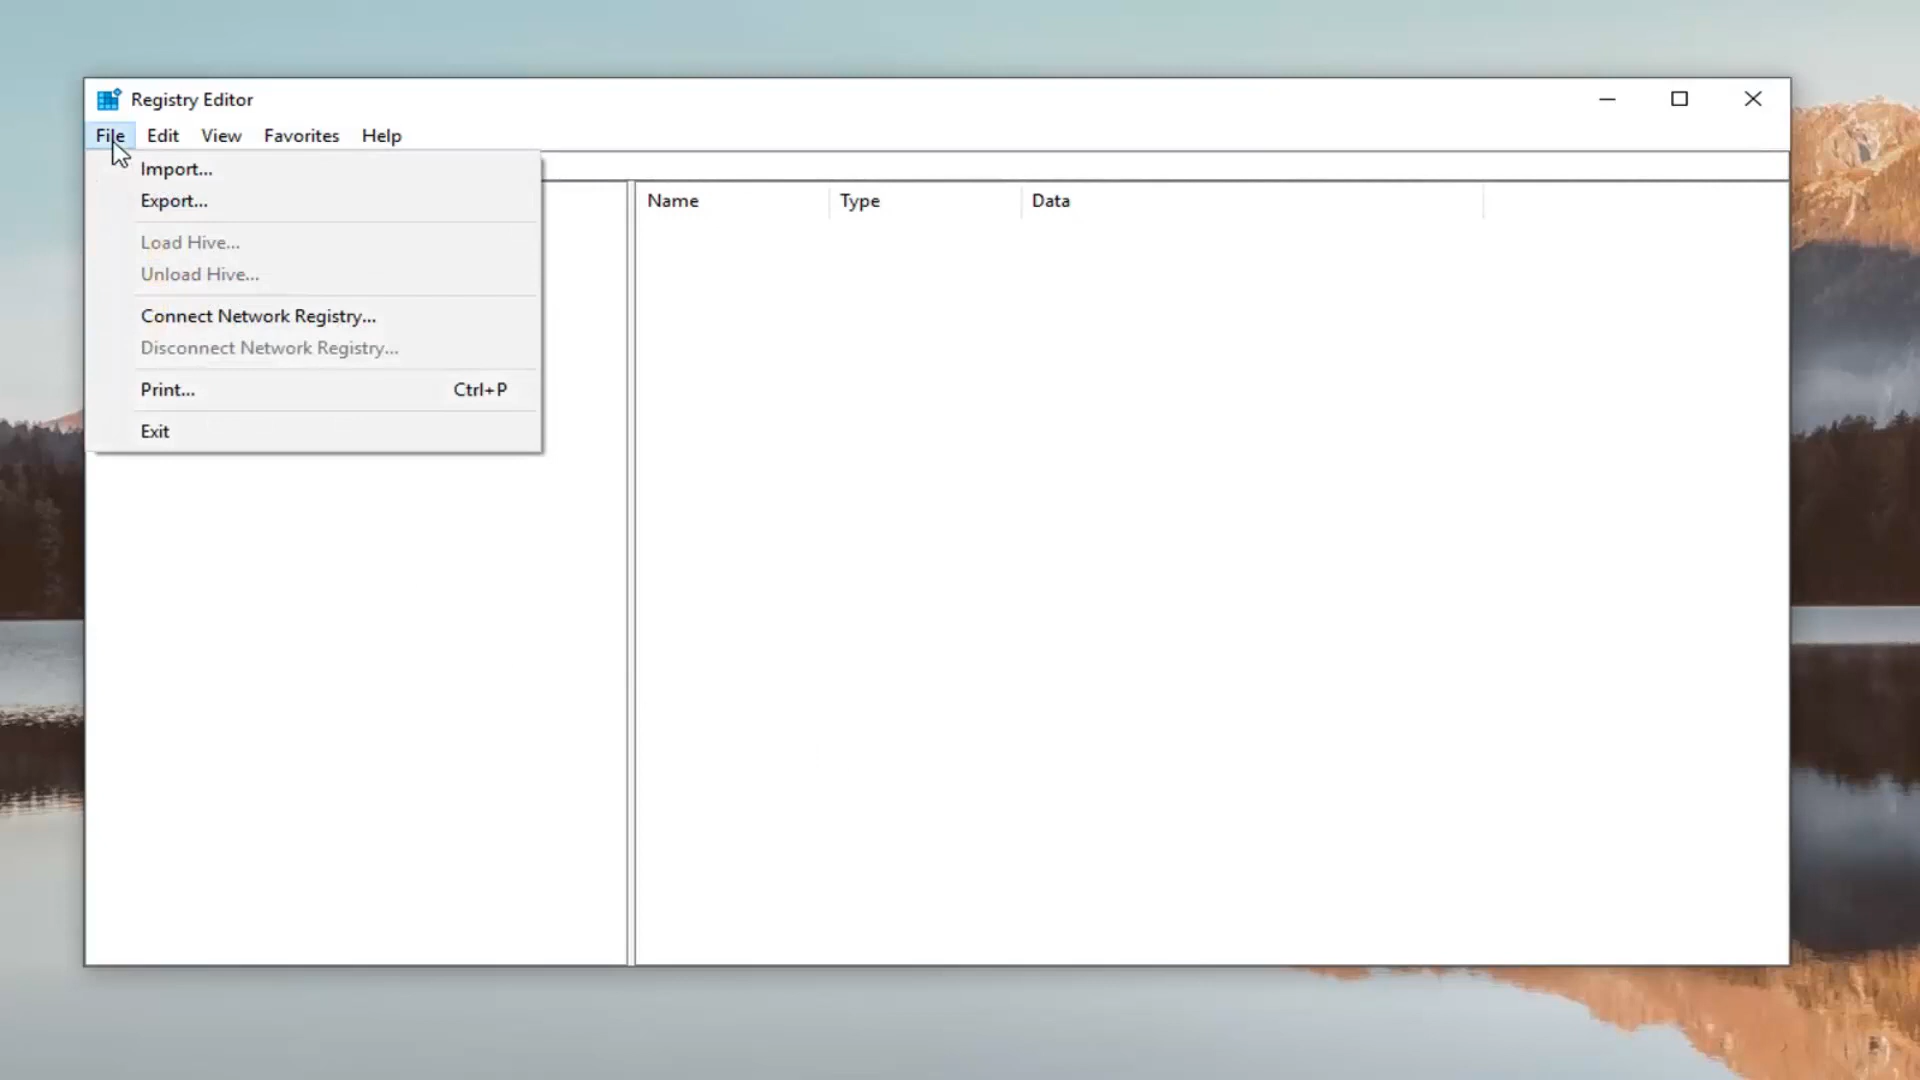 Registry Editor
File Edit View Favorites Help
Import...
Export...
Load Hive...
Unload Hive...
Connect Network Registry...
Disconnect Network Registry...
Print... Ctrl+P
Exit
Name Type Data